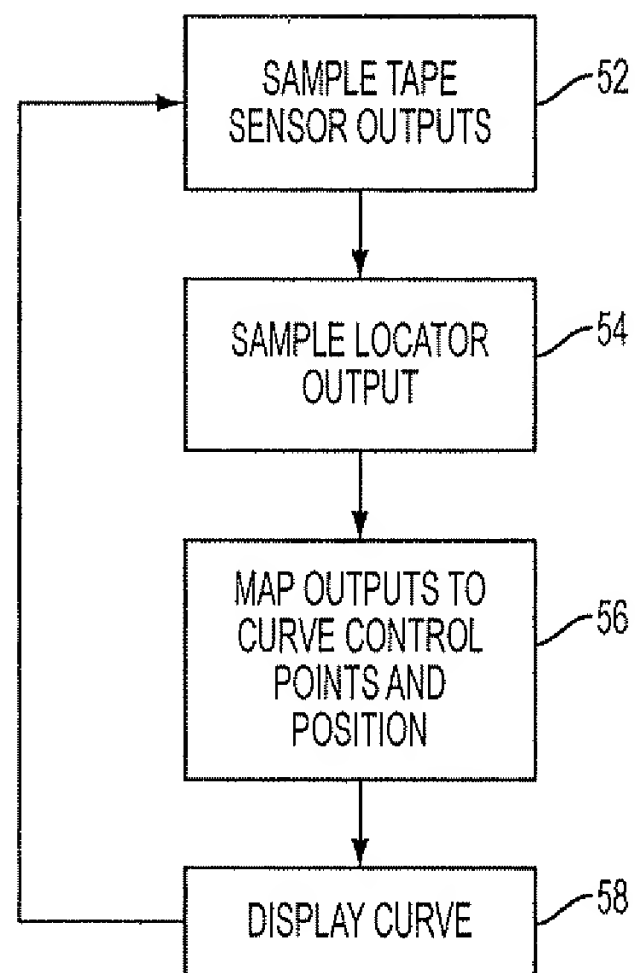 SAMPLE TAPE
SENSOR OUTPUTS
52
SAMPLE LOCATOR
OUTPUT
54
MAP OUTPUTS TO
CURVE CONTROL
POINTS AND
POSITION
56
DISPLAY CURVE
58